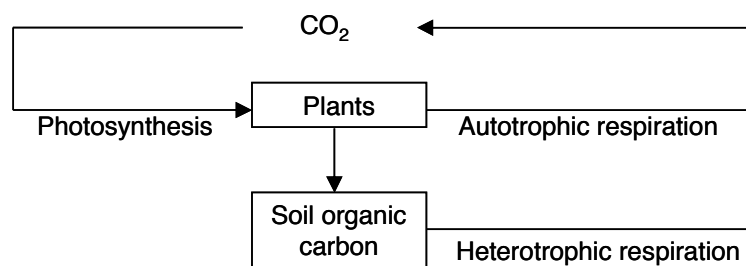 CO₂
Plants
Photosynthesis
Autotrophic respiration
Soil organic
carbon
Heterotrophic respiration